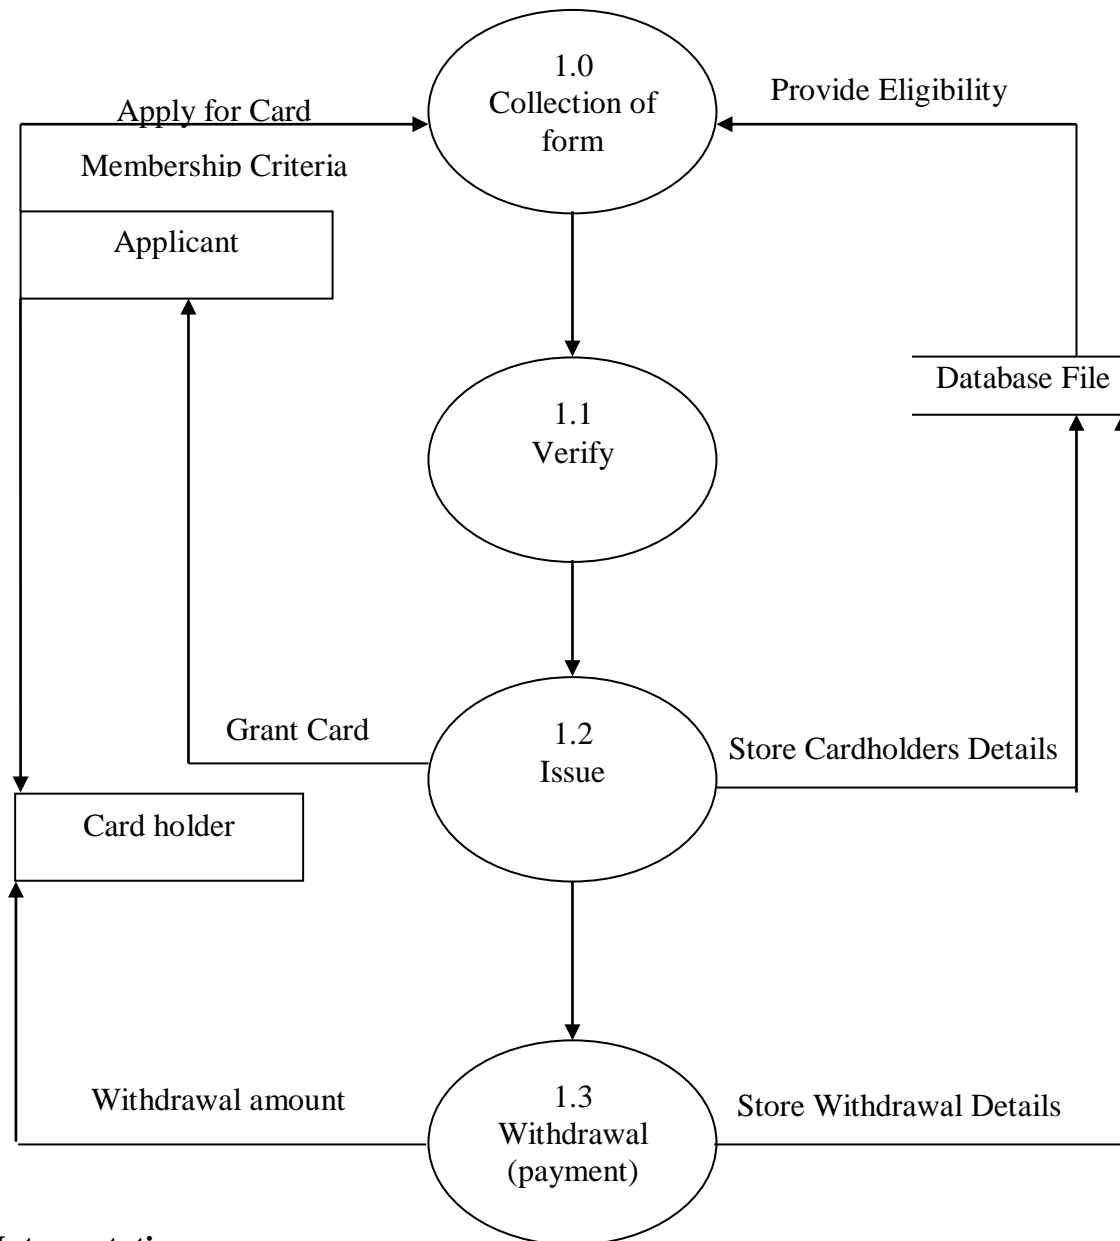 1.0
Collection of
form
Provide Eligibility
Apply for Card
Membership Criteria
Applicant
Database File
1.1
Verify
Grant Card
1.2
Issue
Store Cardholders Details
Card holder
Withdrawal amount
1.3
Withdrawal
(payment)
Store Withdrawal Details